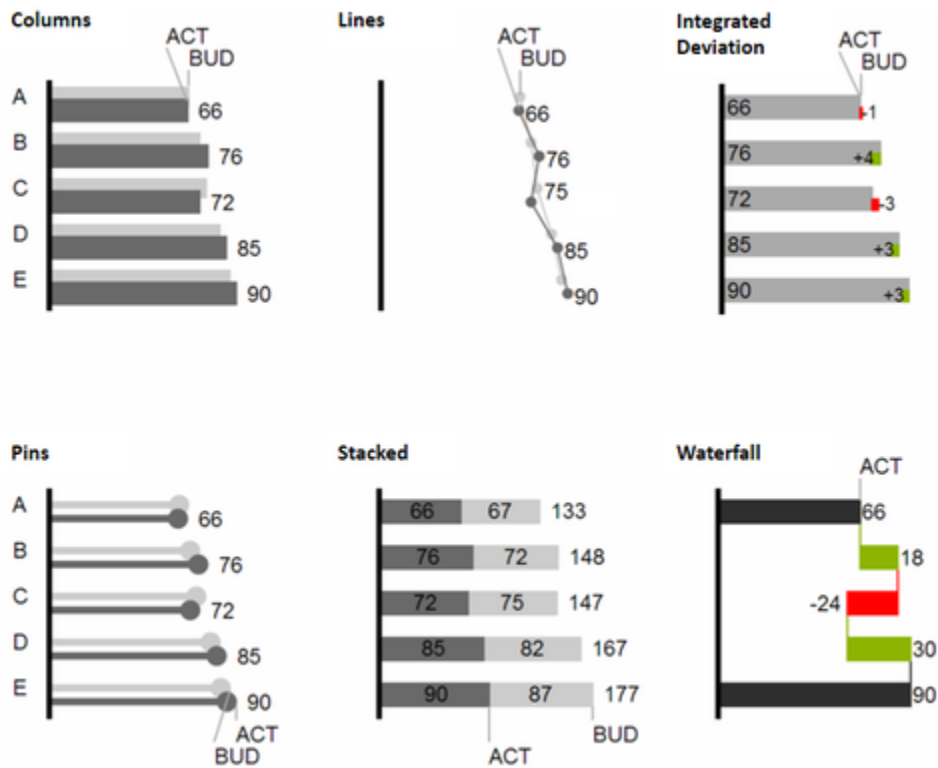 Columns
ACT
BUD
A
66
B
76
C
72
D
85
E
90
Lines
ACT
BUD
66
76
75
85
90
Integrated
Deviation
ACT
BUD
66
-1
76
+4
72
-3
85
+3
90
+3
Pins
A
66
B
76
C
72
D
85
E
90
ACT
BUD
Stacked
66 67 133
76 72 148
72 75 147
85 82 167
90 87 177
BUD
ACT
Waterfall
ACT
66
18
-24
30
90